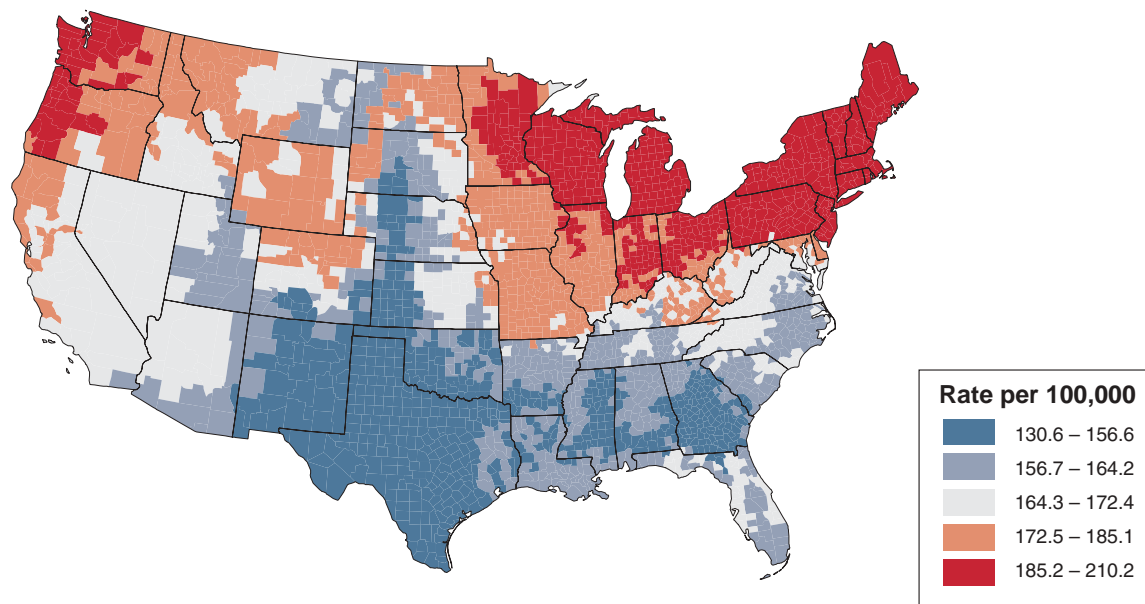 Rate per 100,000
130.6 – 156.6
156.7 – 164.2
164.3 – 172.4
172.5 – 185.1
185.2 – 210.2